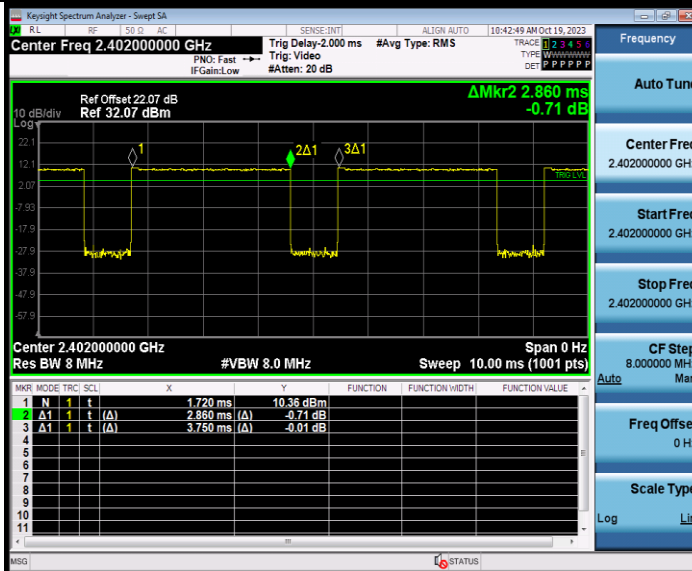 Keysight Spectrum Analyzer - Swept SA
RL RF 50 Ω AC SENSE:INT ALIGN AUTO 10:42:49 AM Oct 19, 2023
Center Freq 2.402000000 GHz
PNO: Fast
IFGain:Low
Trig Delay-2.000 ms
Trig: Video
#Atten: 20 dB
#Avg Type: RMS
TRACE 1 2 3 4 5 6
TYPE WWWWWW
DET P P P P P P
Frequency
Auto Tune
Center Freq
2.402000000 GHz
Start Freq
2.402000000 GHz
Stop Freq
2.402000000 GHz
CF Step
8.000000 MHz
Auto Man
Freq Offset
0 Hz
Scale Type
Log Lin
Ref Offset 22.07 dB
10 dB/div Ref 32.07 dBm
Log
ΔMkr2 2.860 ms
-0.71 dB
22.1
12.1
2.07
-7.93
-17.9
-27.9
-37.9
-47.9
-57.9
1
2Δ1
3Δ1
TRIG LVL
Center 2.402000000 GHz Span 0 Hz
Res BW 8 MHz #VBW 8.0 MHz Sweep 10.00 ms (1001 pts)
MKR MODE TRC SCL X Y FUNCTION FUNCTION WIDTH FUNCTION VALUE
1 N 1 t 1.720 ms 10.36 dBm
2 Δ1 1 t (Δ) 2.860 ms (Δ) -0.71 dB
3 Δ1 1 t (Δ) 3.750 ms (Δ) -0.01 dB
4
5
6
7
8
9
10
11
MSG STATUS